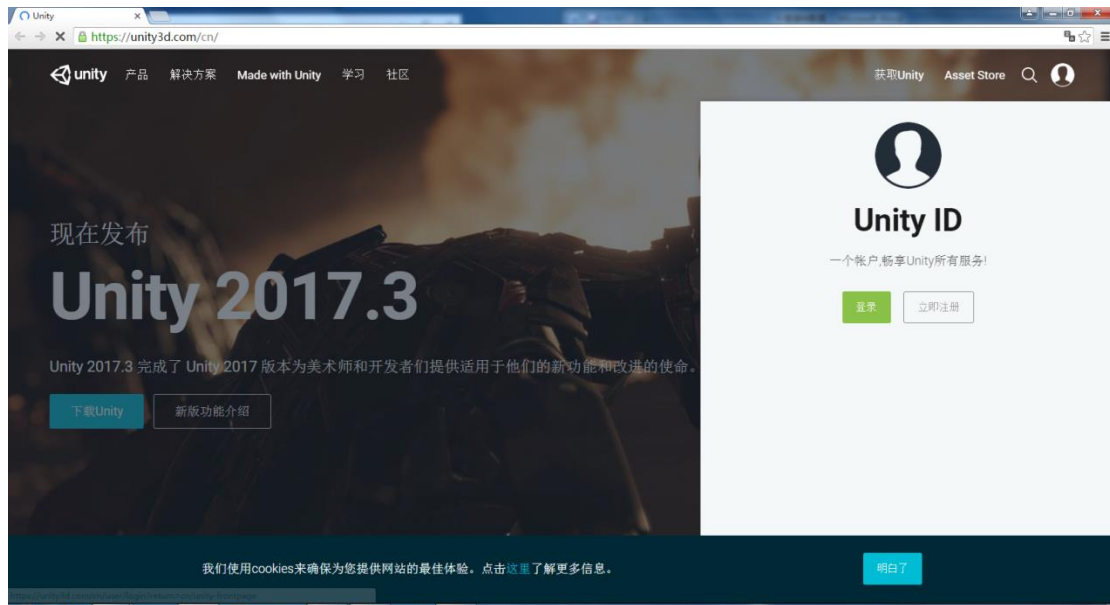 Unity
https://unity3d.com/cn/
unity 产品 解决方案 Made with Unity 学习 社区 获取Unity Asset Store
Unity ID
一个帐户,畅享Unity所有服务!
登录 立即注册
现在发布
Unity 2017.3
Unity 2017.3 完成了 Unity 2017 版本为美术师和开发者们提供适用于他们的新功能和改进的使命。
下载Unity 新版功能介绍
我们使用cookies来确保为您提供网站的最佳体验。点击这里了解更多信息。 明白了